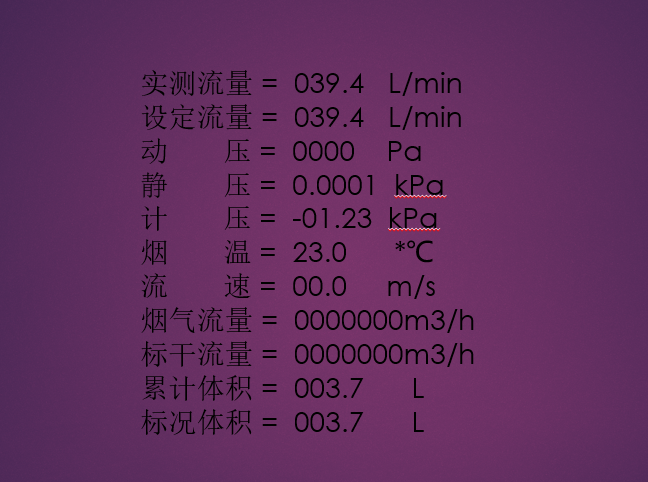 实测流量 = 039.4 L/min
设定流量 = 039.4 L/min
动 压 = 0000 Pa
静 压 = 0.0001 kPa
计 压 = -01.23 kPa
烟 温 = 23.0 *℃
流 速 = 00.0 m/s
烟气流量 = 0000000m3/h
标干流量 = 0000000m3/h
累计体积 = 003.7 L
标况体积 = 003.7 L